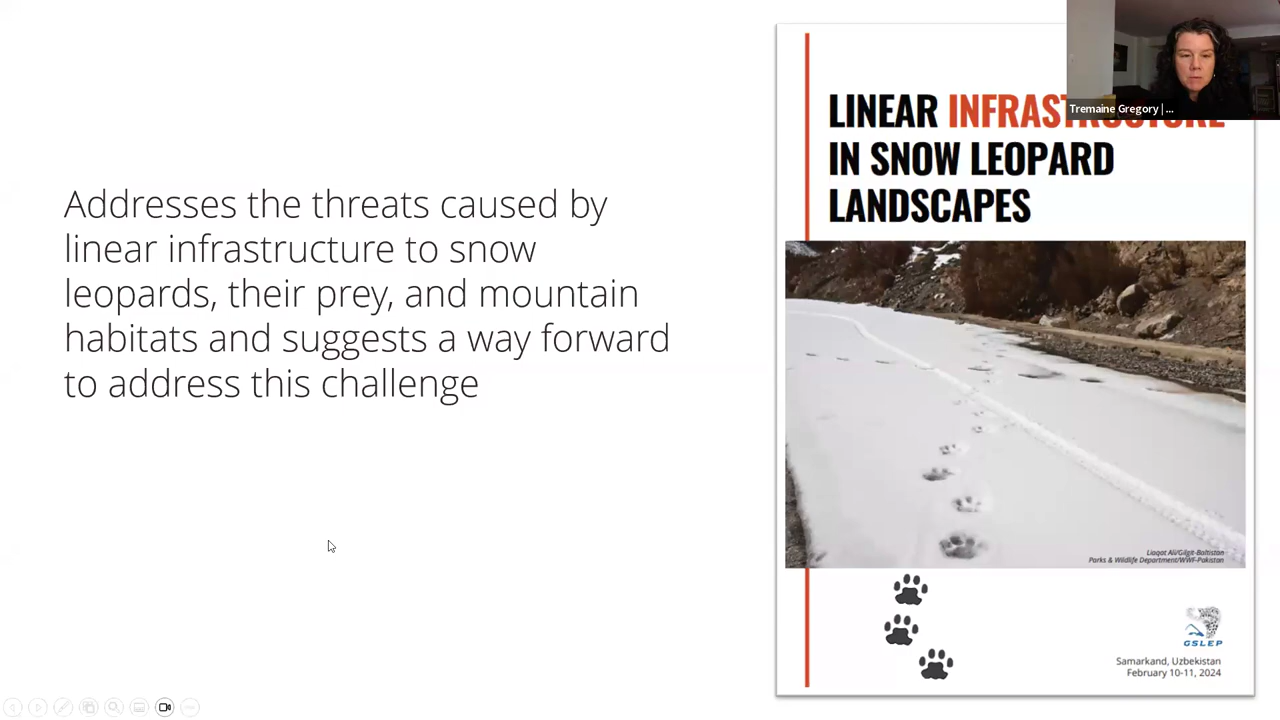 Addresses the threats caused by
linear infrastructure to snow
leopards, their prey, and mountain
habitats and suggests a way forward
to address this challenge
LINEAR INFRASTRUCTURE
IN SNOW LEOPARD
LANDSCAPES
Tremaine Gregory | ...
Liaqat Ali/Gilgit-Baltistan
Parks & Wildlife Department/WWF-Pakistan
GSLEP
Samarkand, Uzbekistan
February 10-11, 2024